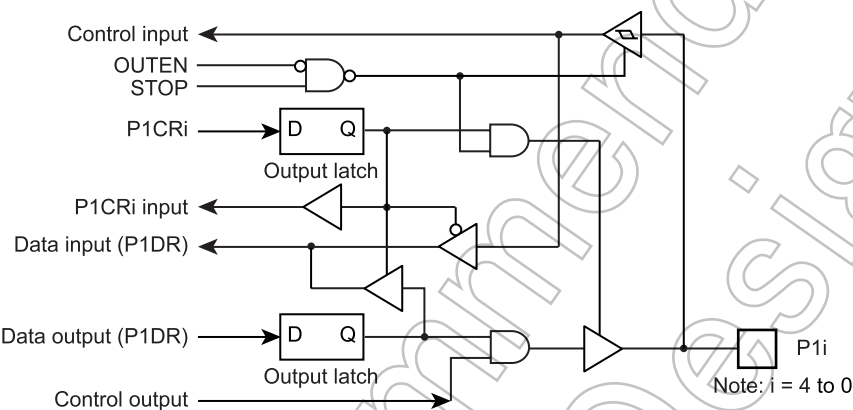 Control input
OUTEN
STOP
P1CRi
D Q
Output latch
P1CRi input
Data input (P1DR)
Data output (P1DR)
D Q
Output latch
P1i
Note: i = 4 to 0
Control output